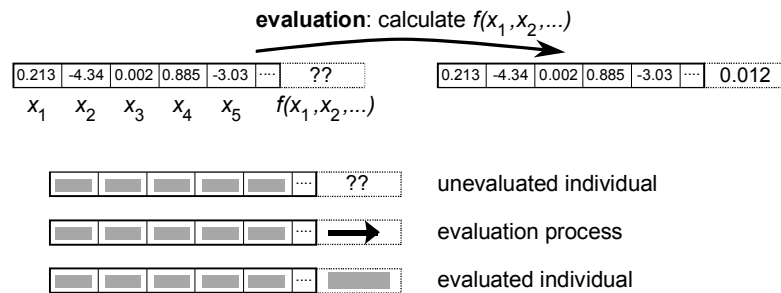 evaluation: calculate f(x1,x2,...)
0.213 -4.34 0.002 0.885 -3.03 .... ?? 0.213 -4.34 0.002 0.885 -3.03 .... 0.012
x1 x2 x3 x4 x5 f(x1,x2,...)
.... ?? unevaluated individual
.... evaluation process
.... evaluated individual